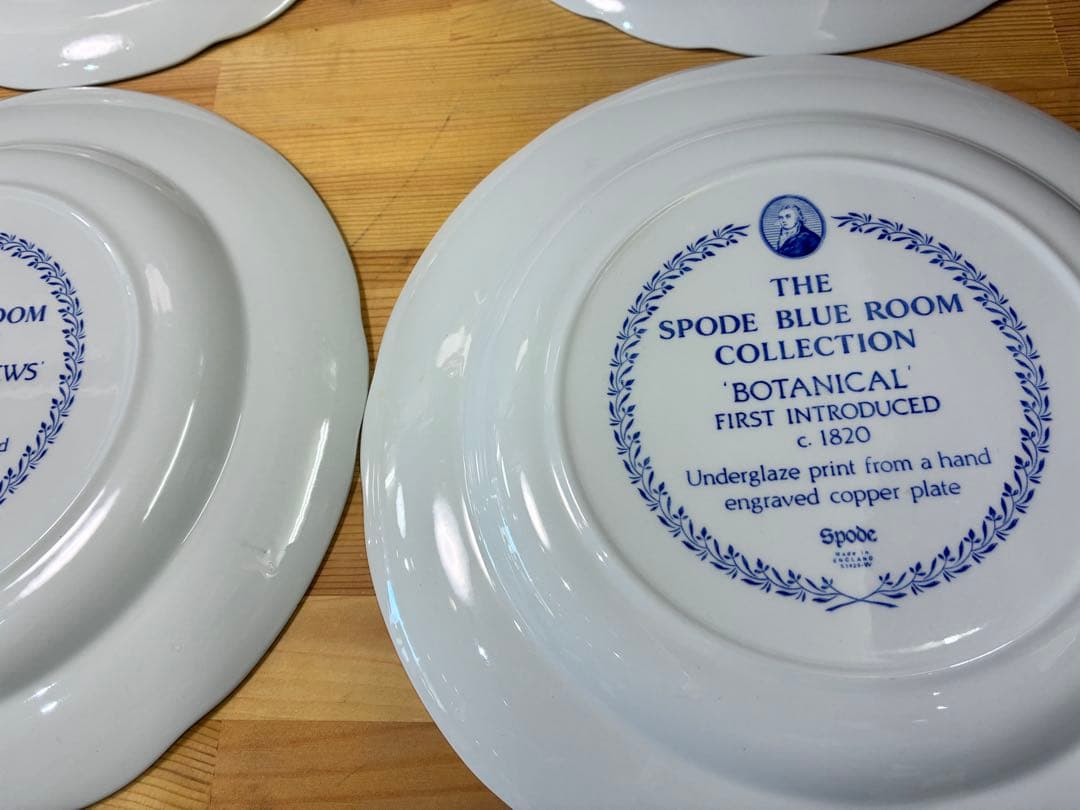 OOM
EWS'
d
THE
SPODE BLUE ROOM
COLLECTION
'BOTANICAL'
FIRST INTRODUCED
c. 1820
Underglaze print from a hand
engraved copper plate
Spode
MADE IN
ENGLAND